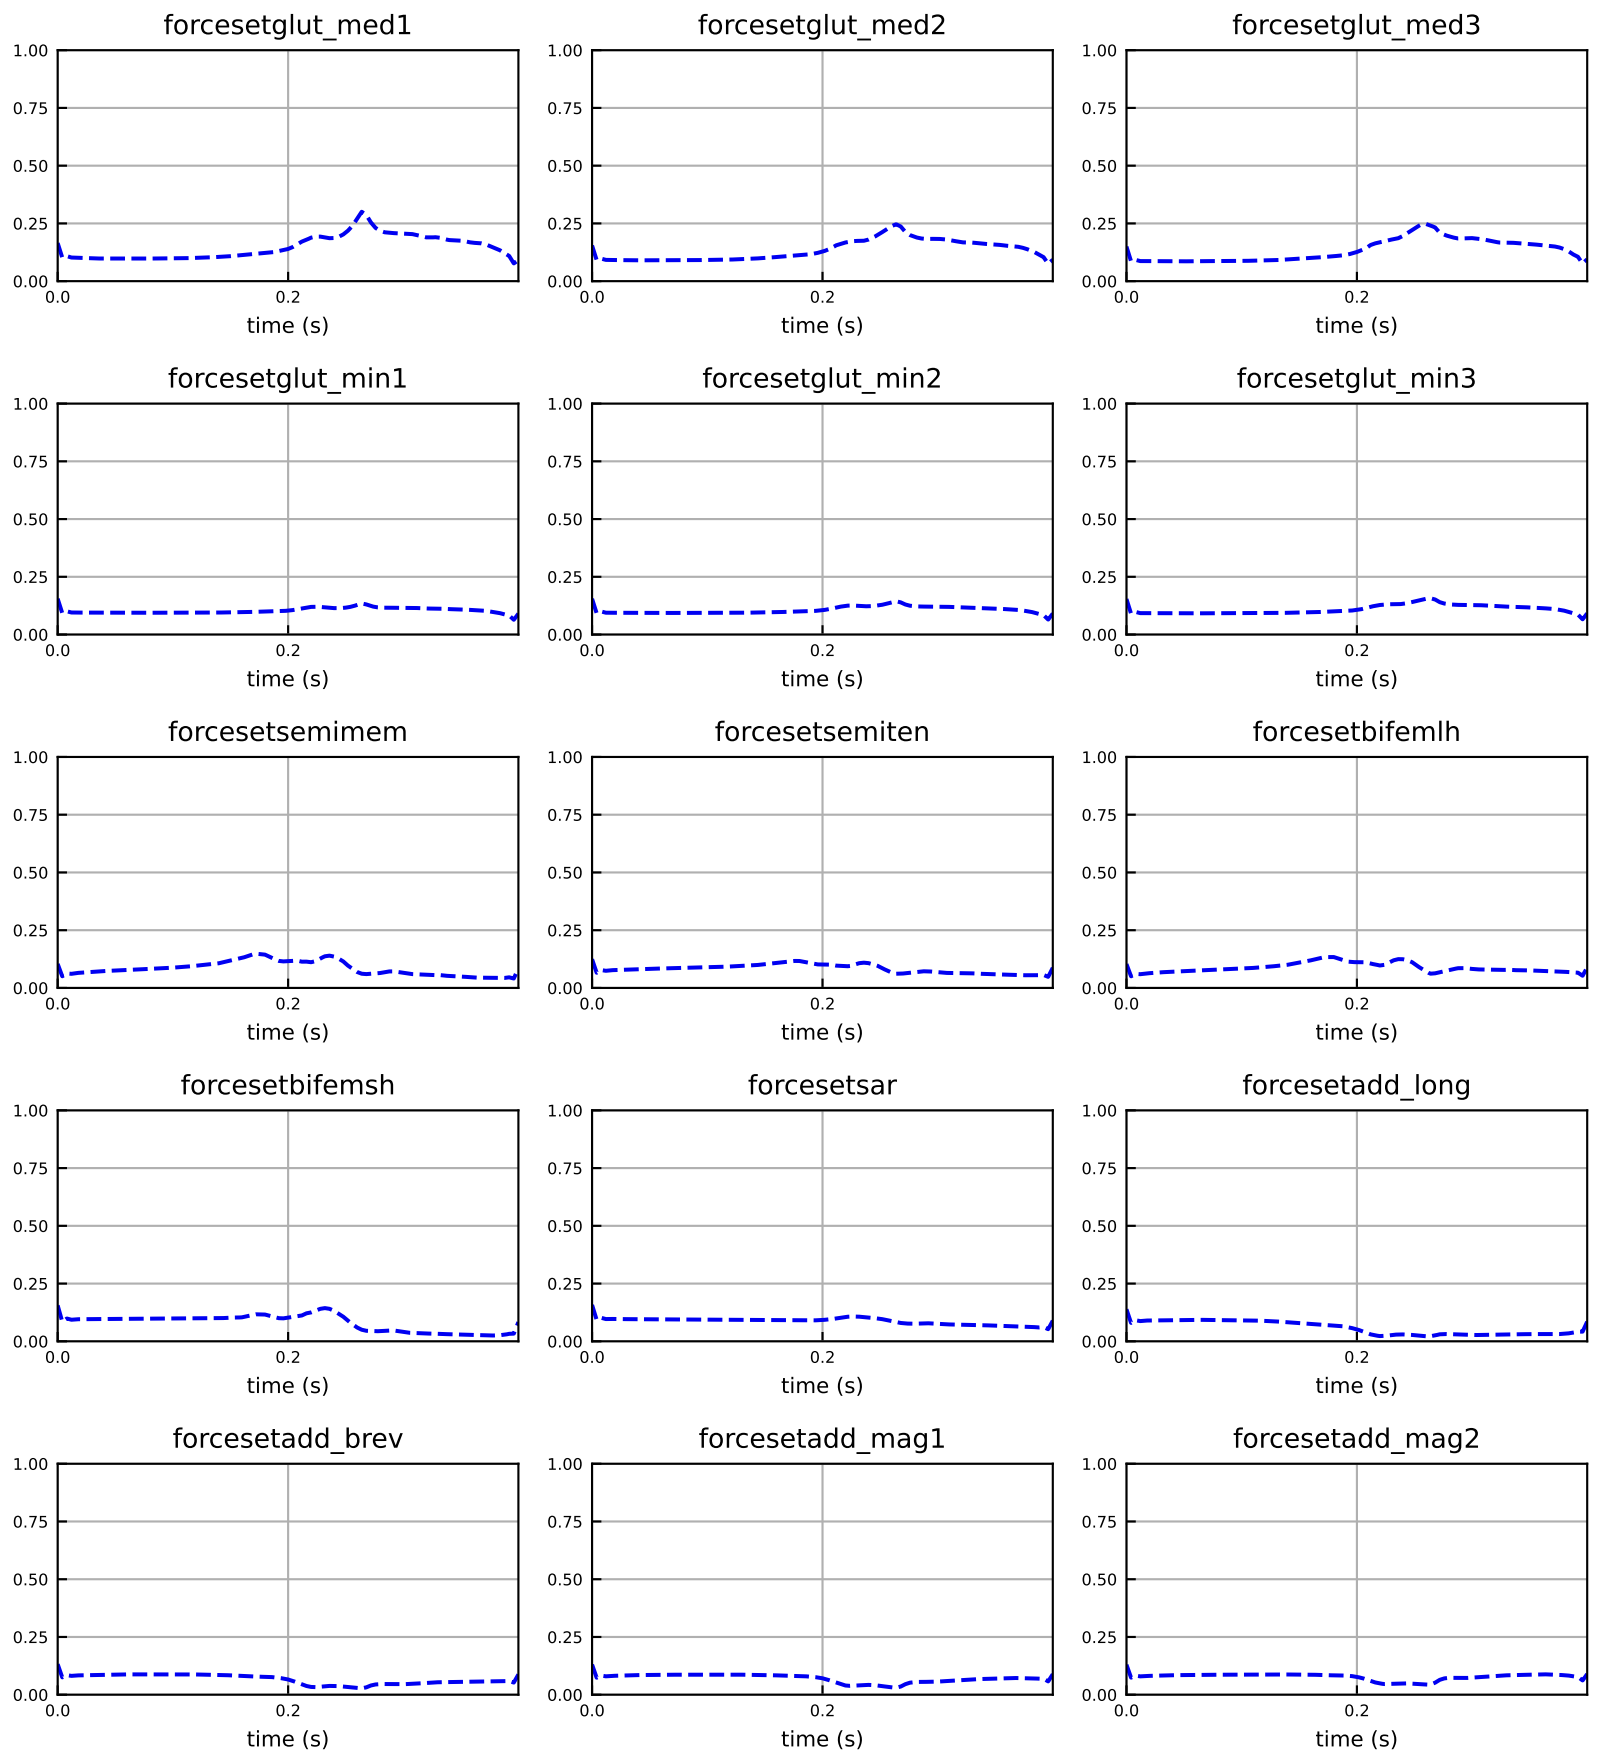 forcesetglut_med1 forcesetglut_med2 forcesetglut_med3
1.00 1.00 1.00
0.75 0.75 0.75
0.50 0.50 0.50
0.25 0.25 0.25
0.00 0.00 0.00
0.0 0.2 0.0 0.2 0.0 0.2
time (s) time (s) time (s)
forcesetglut_min1 forcesetglut_min2 forcesetglut_min3
1.00 1.00 1.00
0.75 0.75 0.75
0.50 0.50 0.50
0.25 0.25 0.25
0.00 0.00 0.00
0.0 0.2 0.0 0.2 0.0 0.2
time (s) time (s) time (s)
forcesetsemimem forcesetsemiten forcesetbifemlh
1.00 1.00 1.00
0.75 0.75 0.75
0.50 0.50 0.50
0.25 0.25 0.25
0.00 0.00 0.00
0.0 0.2 0.0 0.2 0.0 0.2
time (s) time (s) time (s)
forcesetbifemsh forcesetsar forcesetadd_long
1.00 1.00 1.00
0.75 0.75 0.75
0.50 0.50 0.50
0.25 0.25 0.25
0.00 0.00 0.00
0.0 0.2 0.0 0.2 0.0 0.2
time (s) time (s) time (s)
forcesetadd_brev forcesetadd_mag1 forcesetadd_mag2
1.00 1.00 1.00
0.75 0.75 0.75
0.50 0.50 0.50
0.25 0.25 0.25
0.00 0.00 0.00
0.0 0.2 0.0 0.2 0.0 0.2
time (s) time (s) time (s)